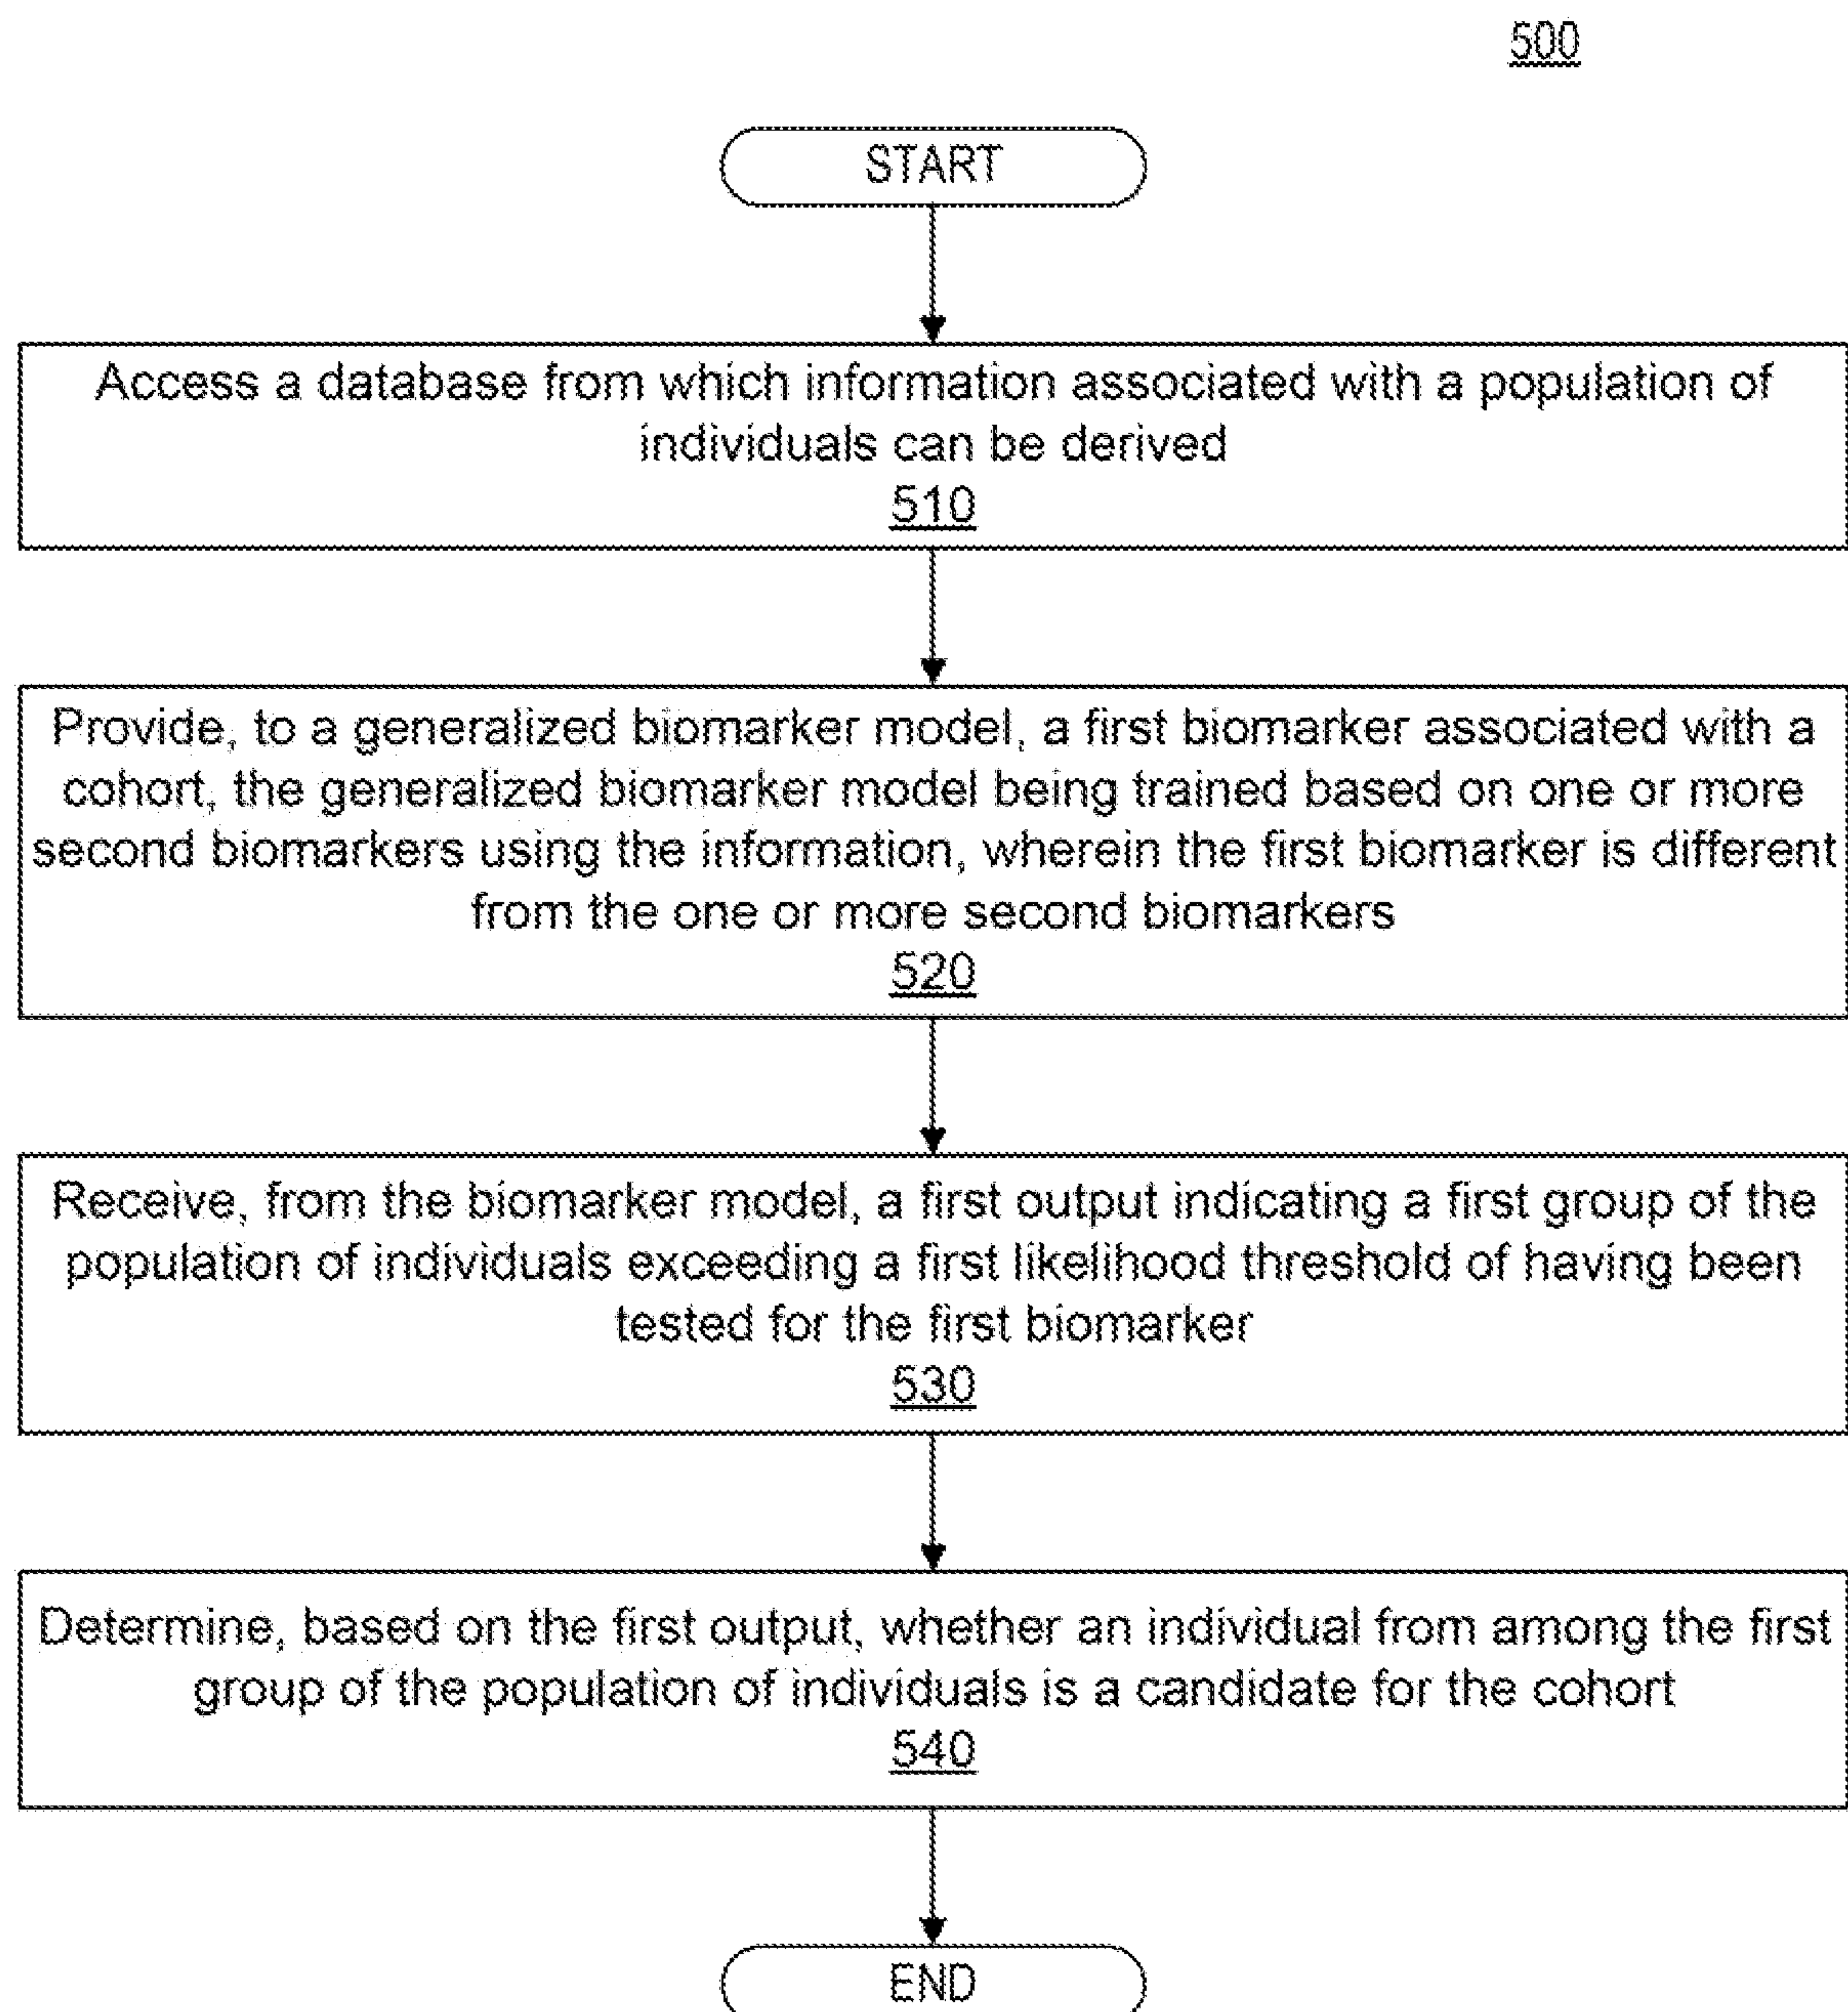 500
START
Access a database from which information associated with a population of
individuals can be derived
510
Provide, to a generalized biomarker model, a first biomarker associated with a
cohort, the generalized biomarker model being trained based on one or more
second biomarkers using the information, wherein the first biomarker is different
from the one or more second biomarkers
520
Receive, from the biomarker model, a first output indicating a first group of the
population of individuals exceeding a first likelihood threshold of having been
tested for the first biomarker
530
Determine, based on the first output, whether an individual from among the first
group of the population of individuals is a candidate for the cohort
540
END